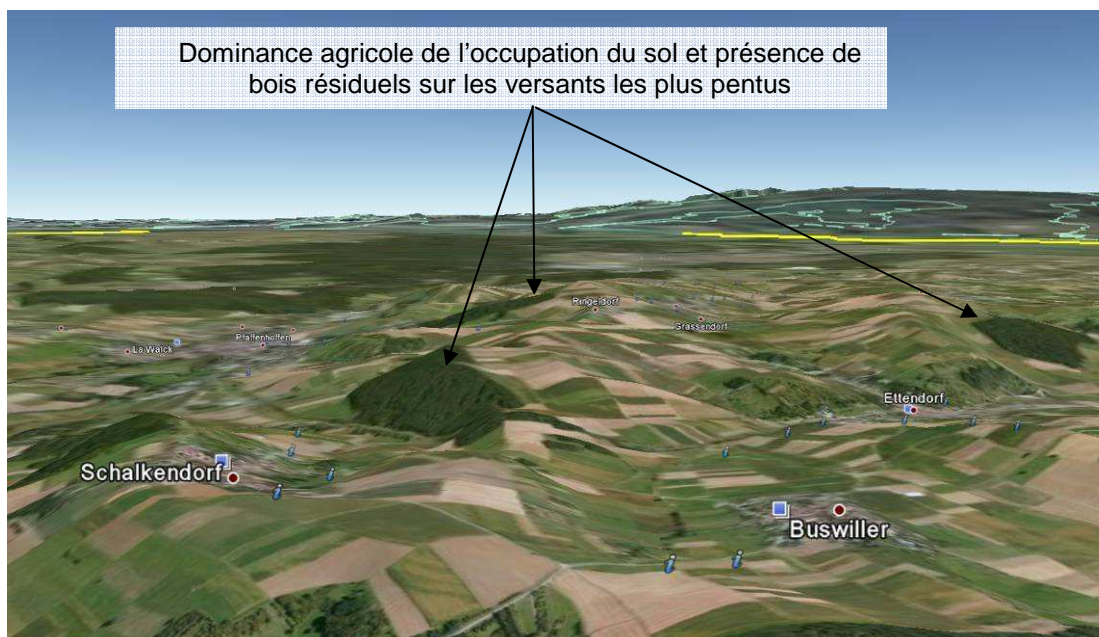 Dominance agricole de l’occupation du sol et présence de
bois résiduels sur les versants les plus pentus
Ringeldorf
Grassendorf
Pfaffenhoffen
La Walck
Ettendorf
Schalkendorf
Buswiller